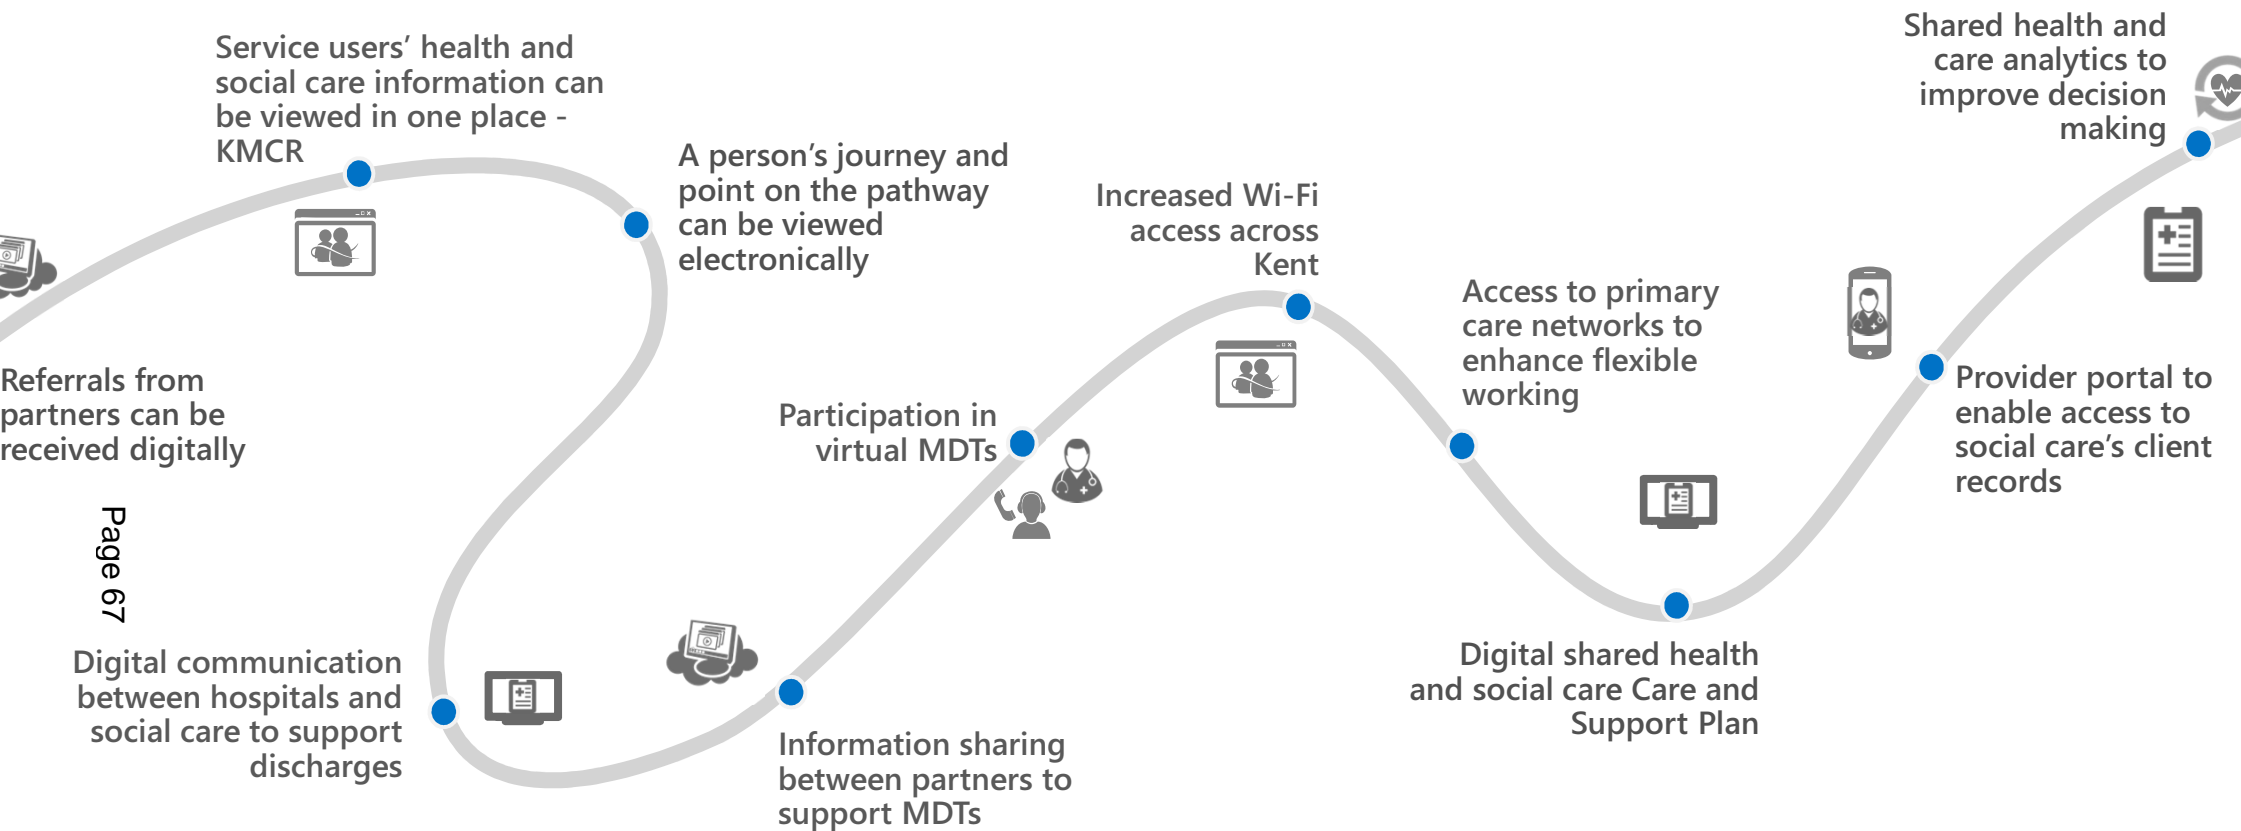 Referrals from
partners can be
received digitally
Service users’ health and
social care information can
be viewed in one place -
KMCR
A person’s journey and
point on the pathway
can be viewed
electronically
Digital communication
between hospitals and
social care to support
discharges
Information sharing
between partners to
support MDTs
Participation in
virtual MDTs
Increased Wi-Fi
access across
Kent
Access to primary
care networks to
enhance flexible
working
Digital shared health
and social care Care and
Support Plan
Provider portal to
enable access to
social care’s client
records
Shared health and
care analytics to
improve decision
making
Page 67